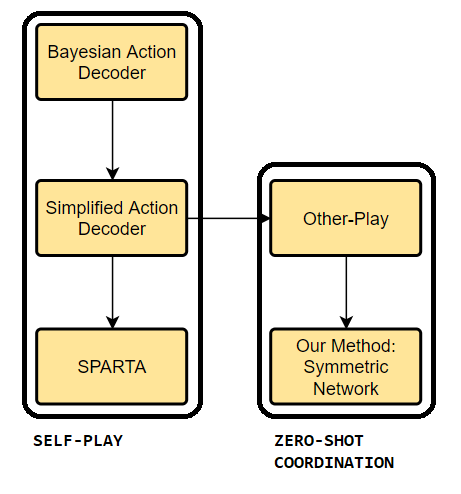 Bayesian Action
Decoder
Simplified Action
Decoder
SPARTA
SELF-PLAY
Other-Play
Our Method:
Symmetric
Network
ZERO-SHOT
COORDINATION